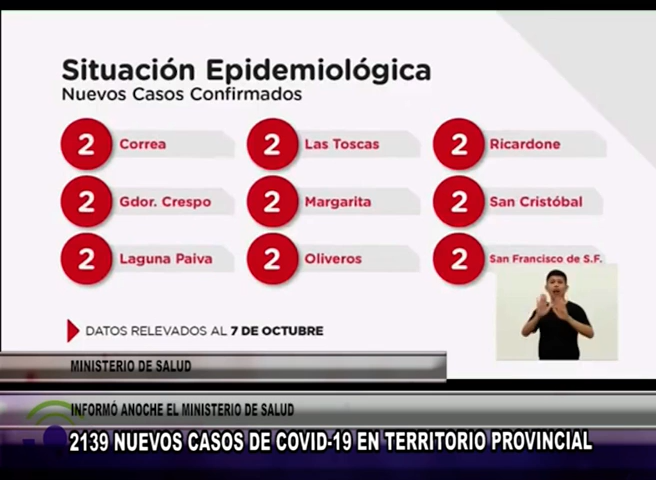 Situación Epidemiológica
Nuevos Casos Confirmados
2 Correa
2 Las Toscas
2 Ricardone
2 Gdor. Crespo
2 Margarita
2 San Cristóbal
2 Laguna Paiva
2 Oliveros
2 San Francisco de S.F.
DATOS RELEVADOS AL 7 DE OCTUBRE
MINISTERIO DE SALUD
INFORMÓ ANOCHE EL MINISTERIO DE SALUD
2139 NUEVOS CASOS DE COVID-19 EN TERRITORIO PROVINCIAL